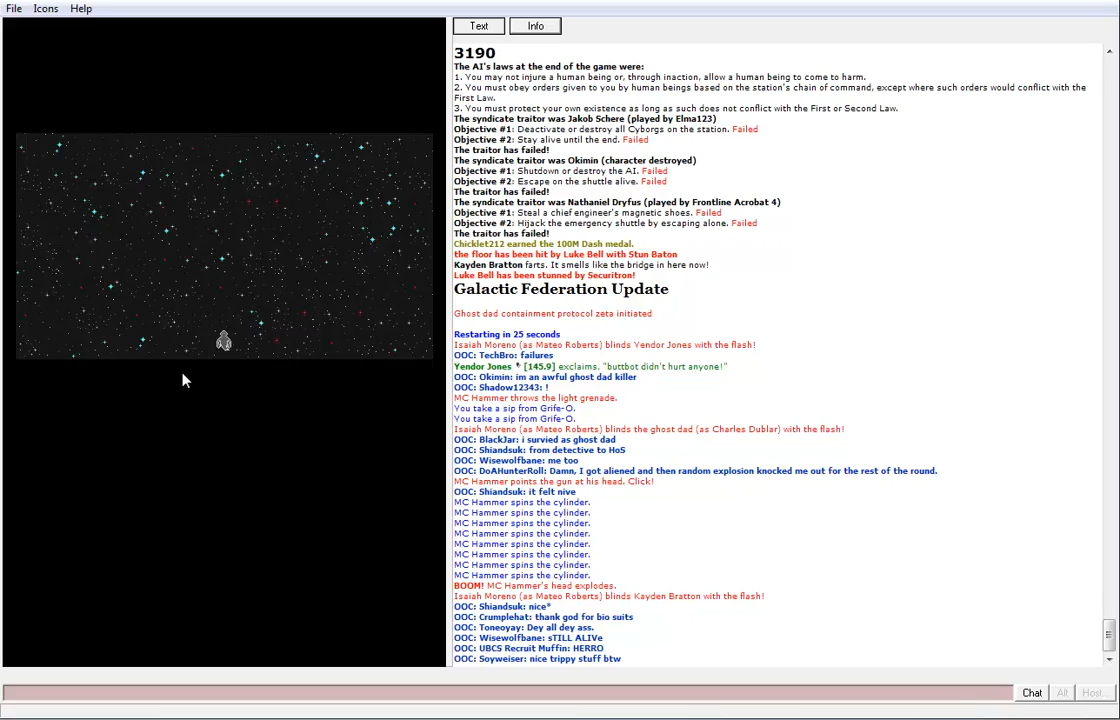 File Icons Help
Text Info
3190
The AI's laws at the end of the game were:
1. You may not injure a human being or, through inaction, allow a human being to come to harm.
2. You must obey orders given to you by human beings based on the station's chain of command, except where such orders would conflict with the
First Law.
3. You must protect your own existence as long as such does not conflict with the First or Second Law.
The syndicate traitor was Jakob Schere (played by Elma123)
Objective #1: Deactivate or destroy all Cyborgs on the station. Failed
Objective #2: Stay alive until the end. Failed
The traitor has failed!
The syndicate traitor was Okimin (character destroyed)
Objective #1: Shutdown or destroy the AI. Failed
Objective #2: Escape on the shuttle alive. Failed
The traitor has failed!
The syndicate traitor was Nathaniel Dryfus (played by Frontline Acrobat 4)
Objective #1: Steal a chief engineer's magnetic shoes. Failed
Objective #2: Hijack the emergency shuttle by escaping alone. Failed
The traitor has failed!
Chicklet212 earned the 100M Dash medal.
the floor has been hit by Luke Bell with Stun Baton
Kayden Bratton farts. It smells like the bridge in here now!
Luke Bell has been stunned by Securitron!
Galactic Federation Update
Ghost dad containment protocol zeta initiated
Restarting in 25 seconds
Isaiah Moreno (as Mateo Roberts) blinds Yendor Jones with the flash!
OOC: TechBro: failures
Yendor Jones [145.9] exclaims, "buttbot didn't hurt anyone!"
OOC: Okimin: im an awful ghost dad killer
OOC: Shadow12343: !
MC Hammer throws the light grenade.
You take a sip from Grife-O.
You take a sip from Grife-O.
Isaiah Moreno (as Mateo Roberts) blinds the ghost dad (as Charles Dublar) with the flash!
OOC: BlackJar: i survied as ghost dad
OOC: Shiandsuk: from detective to HoS
OOC: Wisewolfbane: me too
OOC: DoAHunterRoll: Damn, I got aliened and then random explosion knocked me out for the rest of the round.
MC Hammer points the gun at his head. Click!
OOC: Shiandsuk: it felt nive
MC Hammer spins the cylinder.
MC Hammer spins the cylinder.
MC Hammer spins the cylinder.
MC Hammer spins the cylinder.
MC Hammer spins the cylinder.
MC Hammer spins the cylinder.
MC Hammer spins the cylinder.
MC Hammer spins the cylinder.
BOOM! MC Hammer's head explodes.
Isaiah Moreno (as Mateo Roberts) blinds Kayden Bratton with the flash!
OOC: Shiandsuk: nice*
OOC: Crumplehat: thank god for bio suits
OOC: Toneoyay: Dey all dey ass.
OOC: Wisewolfbane: sTILL ALIVe
OOC: UBCS Recruit Muffin: HERRO
OOC: Soyweiser: nice trippy stuff btw
Chat Alt Host...